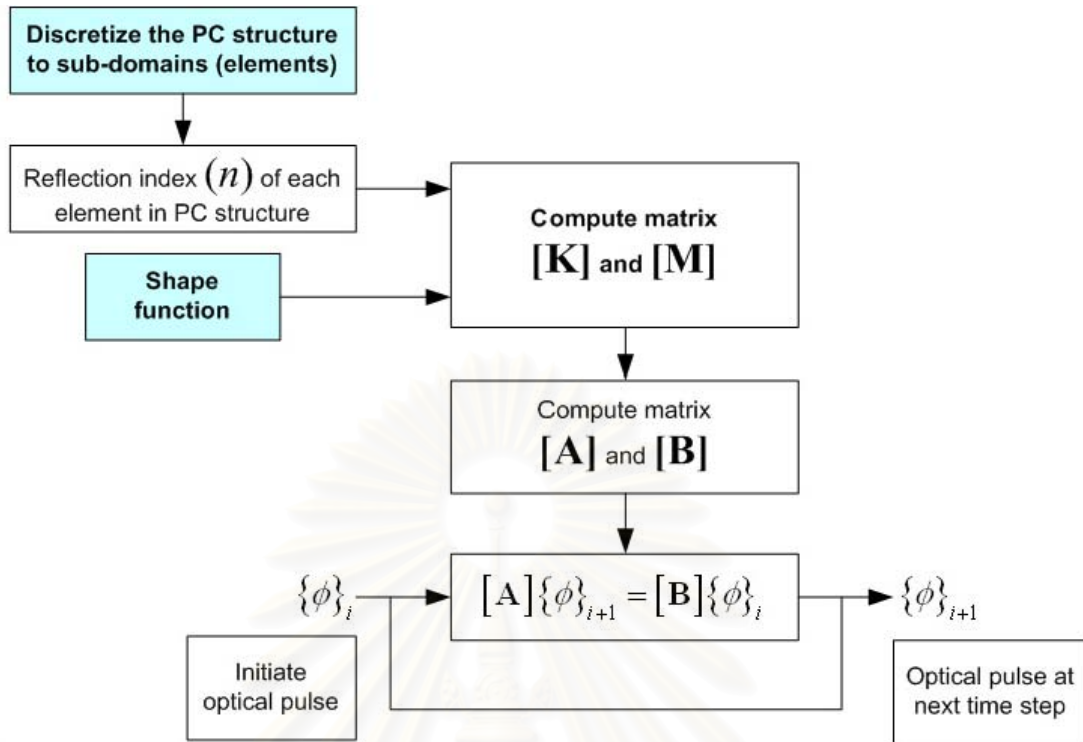 Discretize the PC structure
to sub-domains (elements)
Reflection index (n) of each
element in PC structure
Shape
function
Compute matrix
[K] and [M]
Compute matrix
[A] and [B]
{ϕ}ᵢ
[A]{ϕ}ᵢ₊₁ = [B]{ϕ}ᵢ
{ϕ}ᵢ₊₁
Initiate
optical pulse
Optical pulse at
next time step